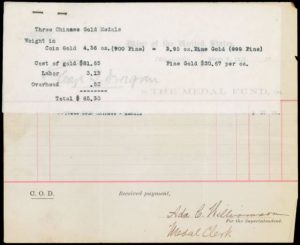 Three Chinese Gold Medals
Weight in
Coin Gold 4.36 oz.(900 Fine) = 3.93 oz.Fine Gold (999 Fine)
Cost of gold $81.55 Fine Gold $20.67 per oz.
Labor 3.13
Overhead .82
Total $ 85.50
THE MEDAL FUND,
C. O. D. Received payment,
Ada C. Williamson
For the Superintendent.
Medal Clerk